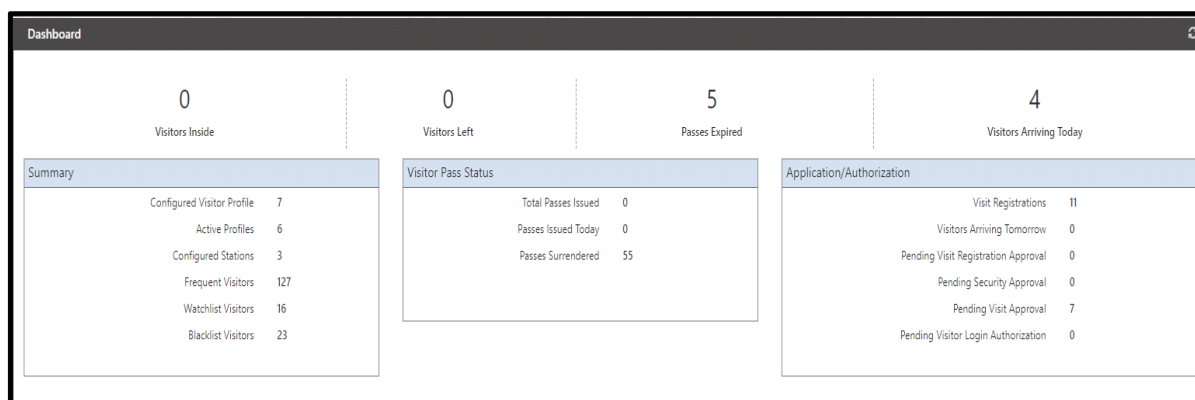 Dashboard
0
Visitors Inside
0
Visitors Left
5
Passes Expired
4
Visitors Arriving Today
Summary
Configured Visitor Profile 7
Active Profiles 6
Configured Stations 3
Frequent Visitors 127
Watchlist Visitors 16
Blacklist Visitors 23
Visitor Pass Status
Total Passes Issued 0
Passes Issued Today 0
Passes Surrendered 55
Application/Authorization
Visit Registrations 11
Visitors Arriving Tomorrow 0
Pending Visit Registration Approval 0
Pending Security Approval 0
Pending Visit Approval 7
Pending Visitor Login Authorization 0